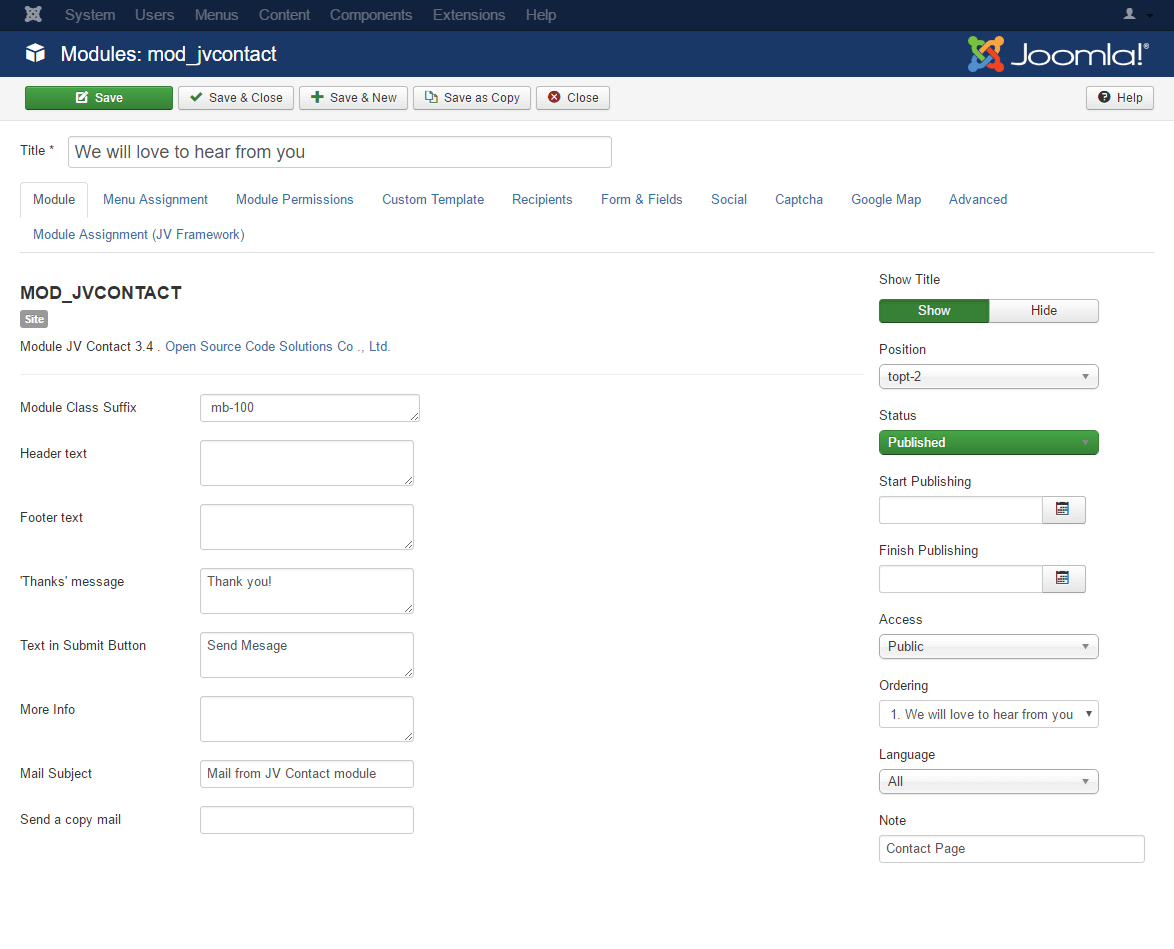 System Users Menus Content Components Extensions Help
Modules: mod_jvcontact
Joomla!®
Save Save & Close Save & New Save as Copy Close Help
Title * We will love to hear from you
Module Menu Assignment Module Permissions Custom Template Recipients Form & Fields Social Captcha Google Map Advanced
Module Assignment (JV Framework)
MOD_JVCONTACT
Site
Module JV Contact 3.4 . Open Source Code Solutions Co ., Ltd.
Module Class Suffix mb-100
Header text
Footer text
'Thanks' message Thank you!
Text in Submit Button Send Mesage
More Info
Mail Subject Mail from JV Contact module
Send a copy mail
Show Title
Show Hide
Position
topt-2
Status
Published
Start Publishing
Finish Publishing
Access
Public
Ordering
1. We will love to hear from you
Language
All
Note
Contact Page